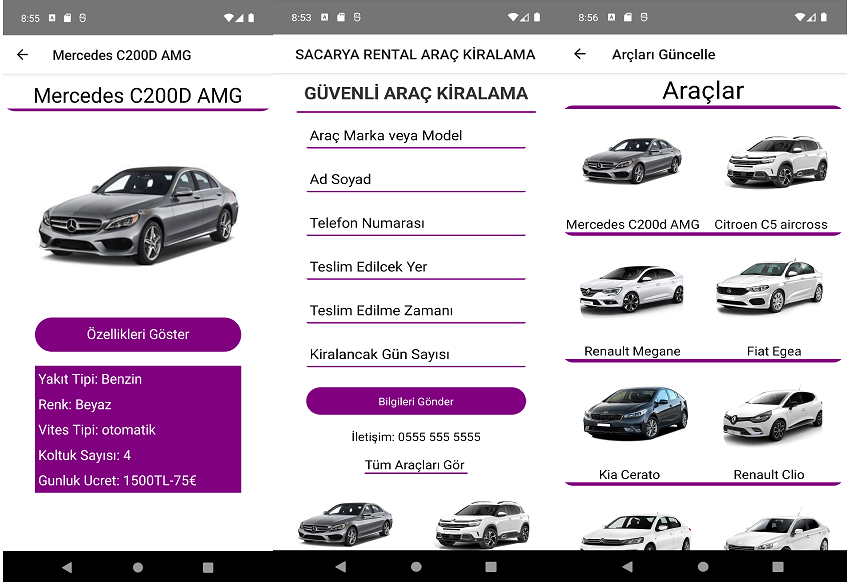 8:55
Mercedes C200D AMG
Mercedes C200D AMG
Özellikleri Göster
Yakıt Tipi: Benzin
Renk: Beyaz
Vites Tipi: otomatik
Koltuk Sayısı: 4
Gunluk Ucret: 1500TL-75€
8:53
SACARYA RENTAL ARAÇ KİRALAMA
GÜVENLİ ARAÇ KİRALAMA
Araç Marka veya Model
Ad Soyad
Telefon Numarası
Teslim Edilcek Yer
Teslim Edilme Zamanı
Kiralancak Gün Sayısı
Bilgileri Gönder
İletişim: 0555 555 5555
Tüm Araçları Gör
8:56
Arçları Güncelle
Araçlar
Mercedes C200d AMG
Citroen C5 aircross
Renault Megane
Fiat Egea
Kia Cerato
Renault Clio